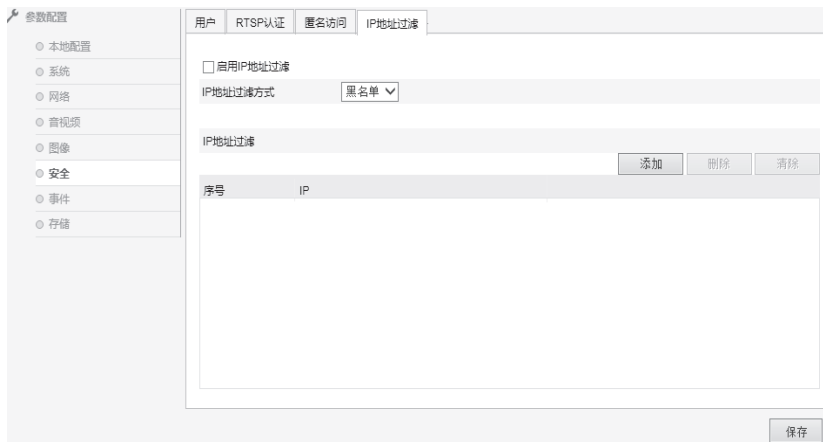 参数配置
本地配置
系统
网络
音视频
图像
安全
事件
存储
用户 RTSP认证 匿名访问 IP地址过滤
启用IP地址过滤
IP地址过滤方式 黑名单
IP地址过滤
添加 删除 清除
序号 IP
保存